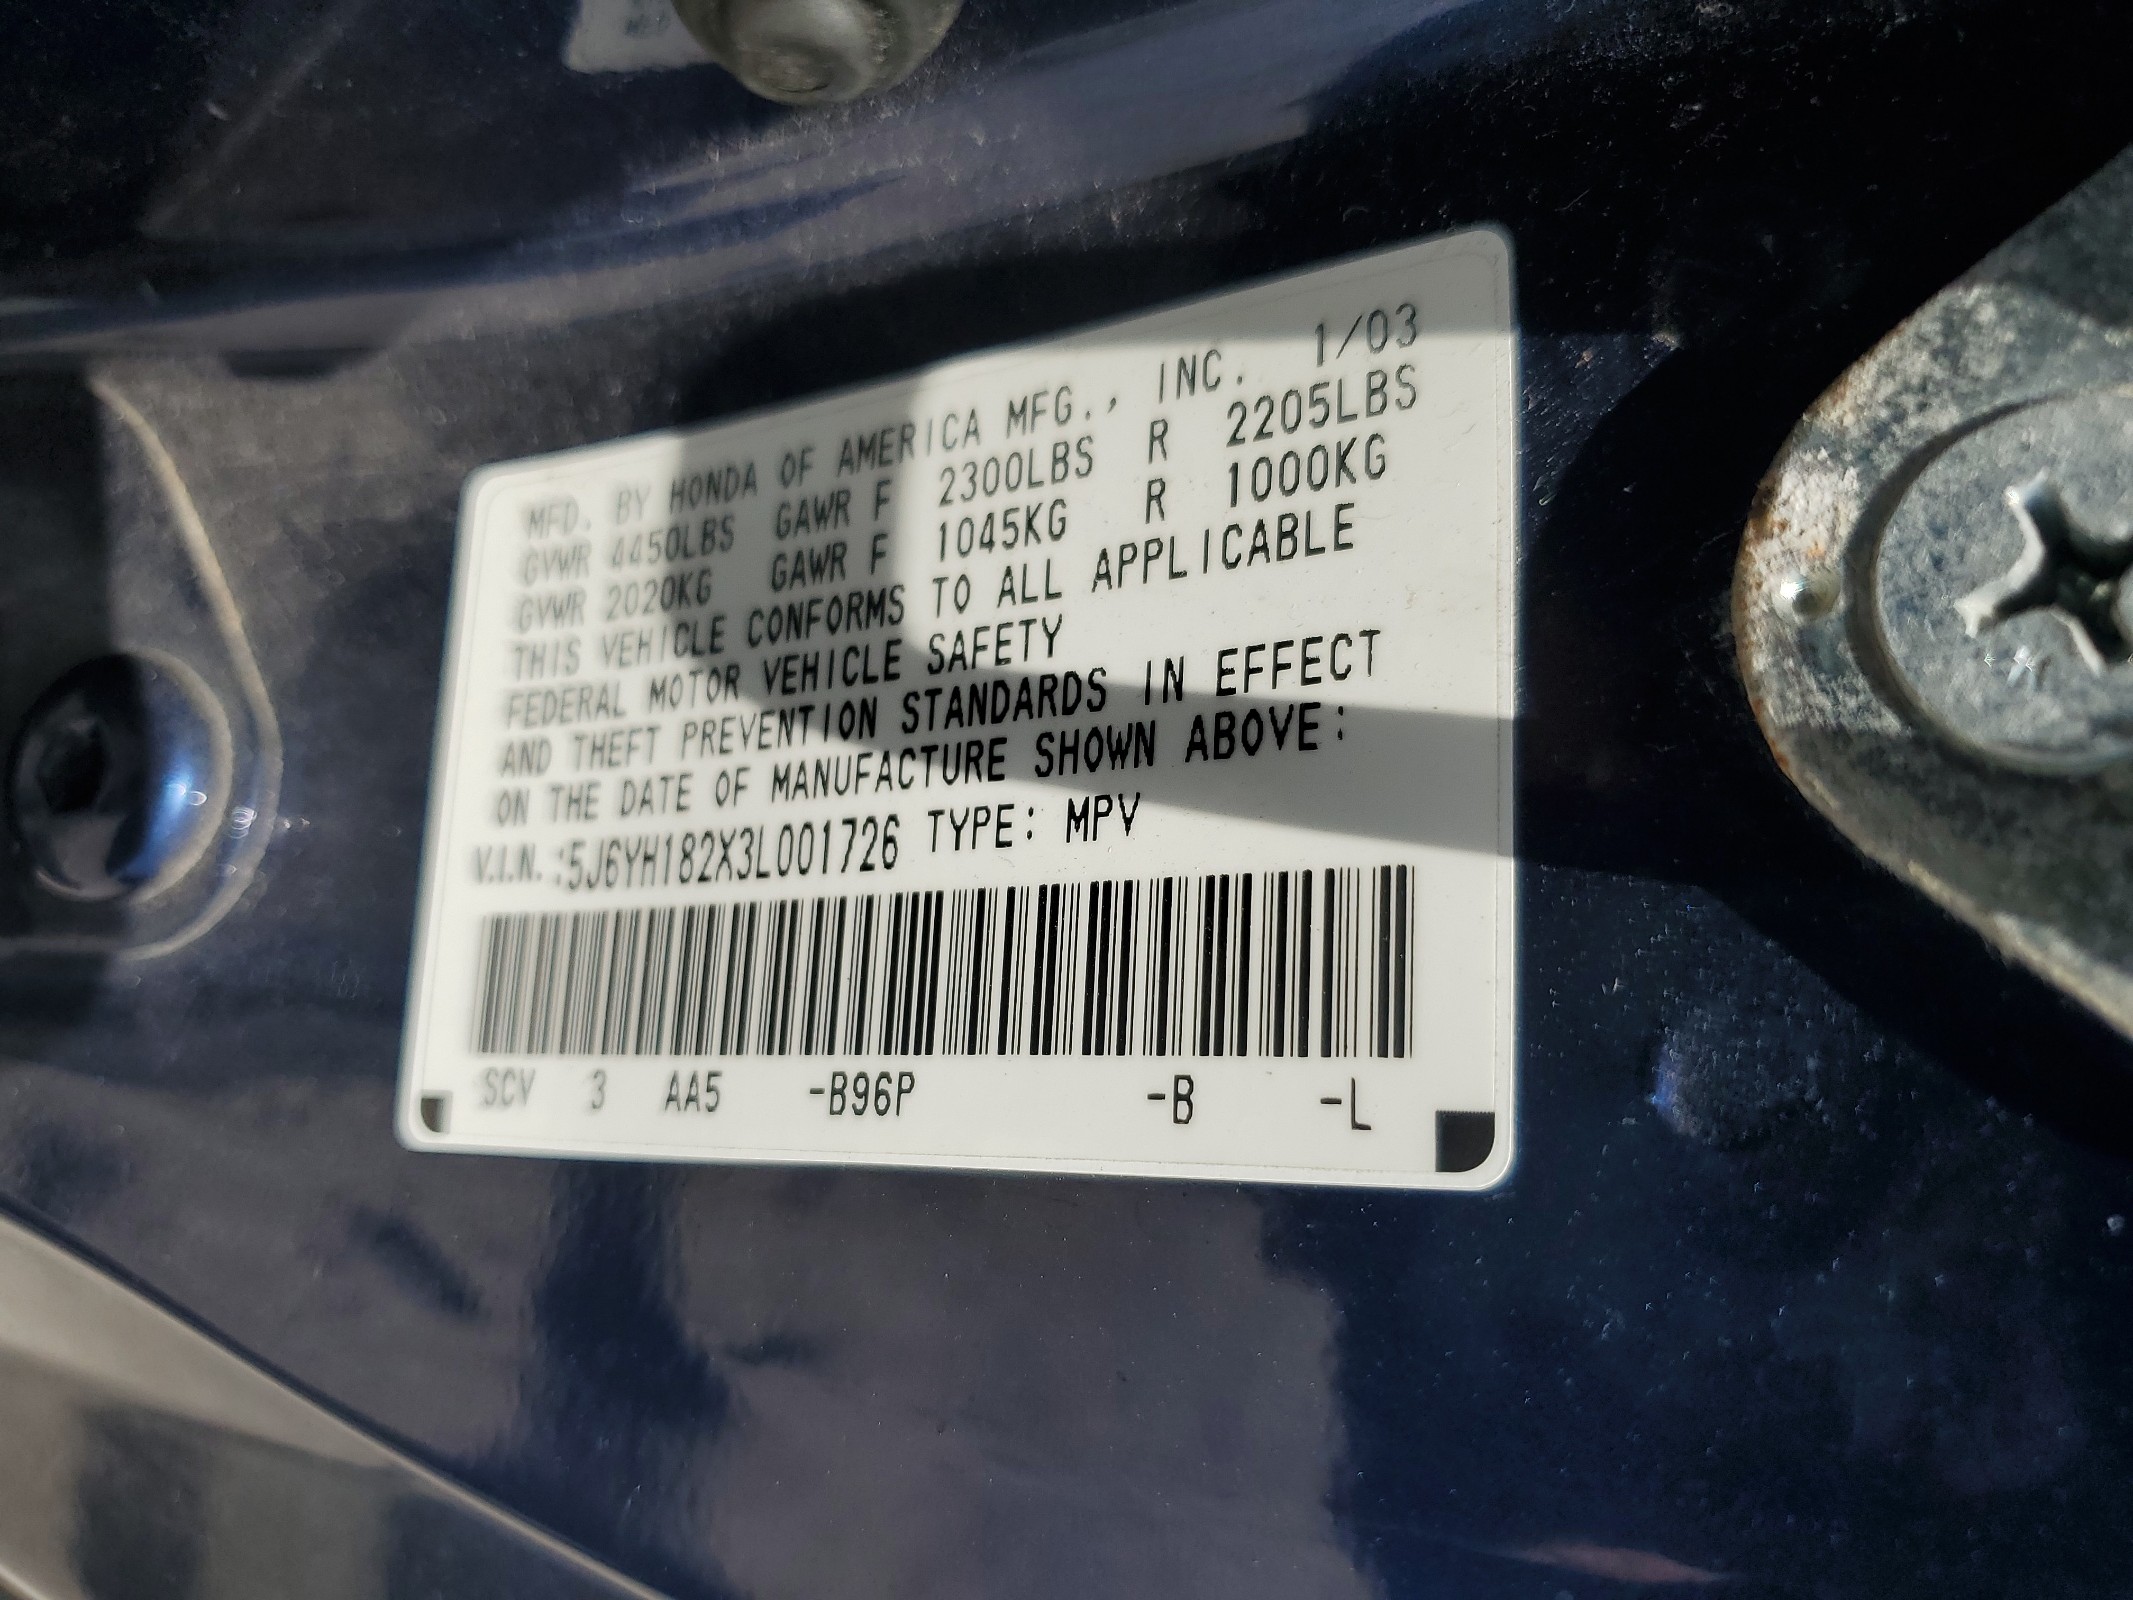 MFD. BY HONDA OF AMERICA MFG., INC. 1/03
GVWR 4450LBS GAWR F 2300LBS R 2205LBS
GVWR 2020KG GAWR F 1045KG R 1000KG
THIS VEHICLE CONFORMS TO ALL APPLICABLE
FEDERAL MOTOR VEHICLE SAFETY
AND THEFT PREVENTION STANDARDS IN EFFECT
ON THE DATE OF MANUFACTURE SHOWN ABOVE:
V.I.N.:5J6YH182X3L001726 TYPE: MPV
SCV 3 AA5 -B96P -B -L